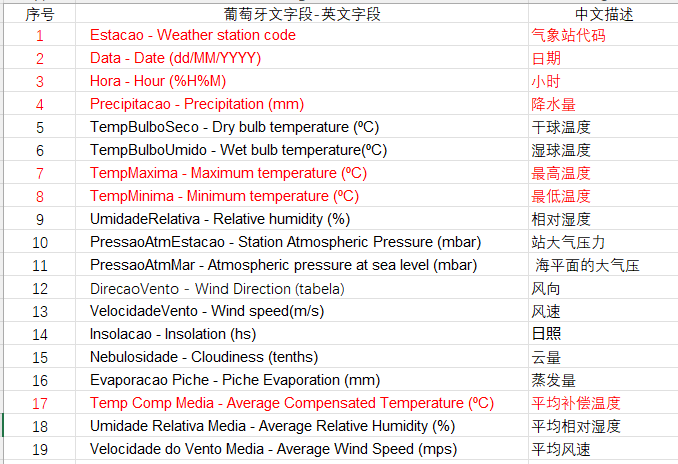 序号 葡萄牙文字段-英文字段 中文描述
1 Estacao - Weather station code 气象站代码
2 Data - Date (dd/MM/YYYY) 日期
3 Hora - Hour (%H%M) 小时
4 Precipitacao - Precipitation (mm) 降水量
5 TempBulboSeco - Dry bulb temperature (ºC) 干球温度
6 TempBulboUmido - Wet bulb temperature(ºC) 湿球温度
7 TempMaxima - Maximum temperature (ºC) 最高温度
8 TempMinima - Minimum temperature (ºC) 最低温度
9 UmidadeRelativa - Relative humidity (%) 相对湿度
10 PressaoAtmEstacao - Station Atmospheric Pressure (mbar) 站大气压力
11 PressaoAtmMar - Atmospheric pressure at sea level (mbar) 海平面的大气压
12 DirecaoVento - Wind Direction (tabela) 风向
13 VelocidadeVento - Wind speed(m/s) 风速
14 Insolacao - Insolation (hs) 日照
15 Nebulosidade - Cloudiness (tenths) 云量
16 Evaporacao Piche - Piche Evaporation (mm) 蒸发量
17 Temp Comp Media - Average Compensated Temperature (ºC) 平均补偿温度
18 Umidade Relativa Media - Average Relative Humidity (%) 平均相对湿度
19 Velocidade do Vento Media - Average Wind Speed (mps) 平均风速